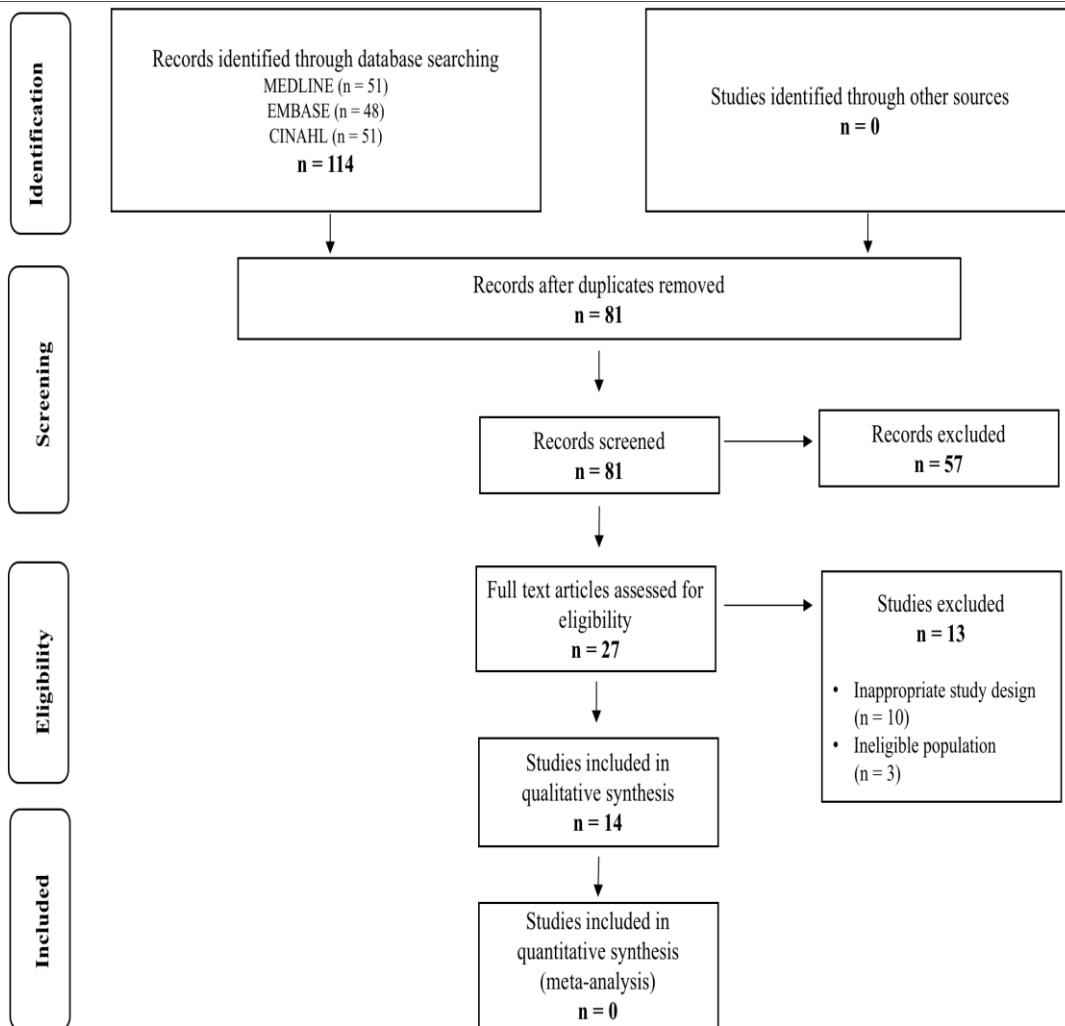 Identification
Records identified through database searching
MEDLINE (n = 51)
EMBASE (n = 48)
CINAHL (n = 51)
n = 114
Studies identified through other sources
n = 0
Screening
Records after duplicates removed
n = 81
Records screened
n = 81
Records excluded
n = 57
Eligibility
Full text articles assessed for
eligibility
n = 27
Studies excluded
n = 13
• Inappropriate study design
(n = 10)
• Ineligible population
(n = 3)
Studies included in
qualitative synthesis
n = 14
Included
Studies included in
quantitative synthesis
(meta-analysis)
n = 0